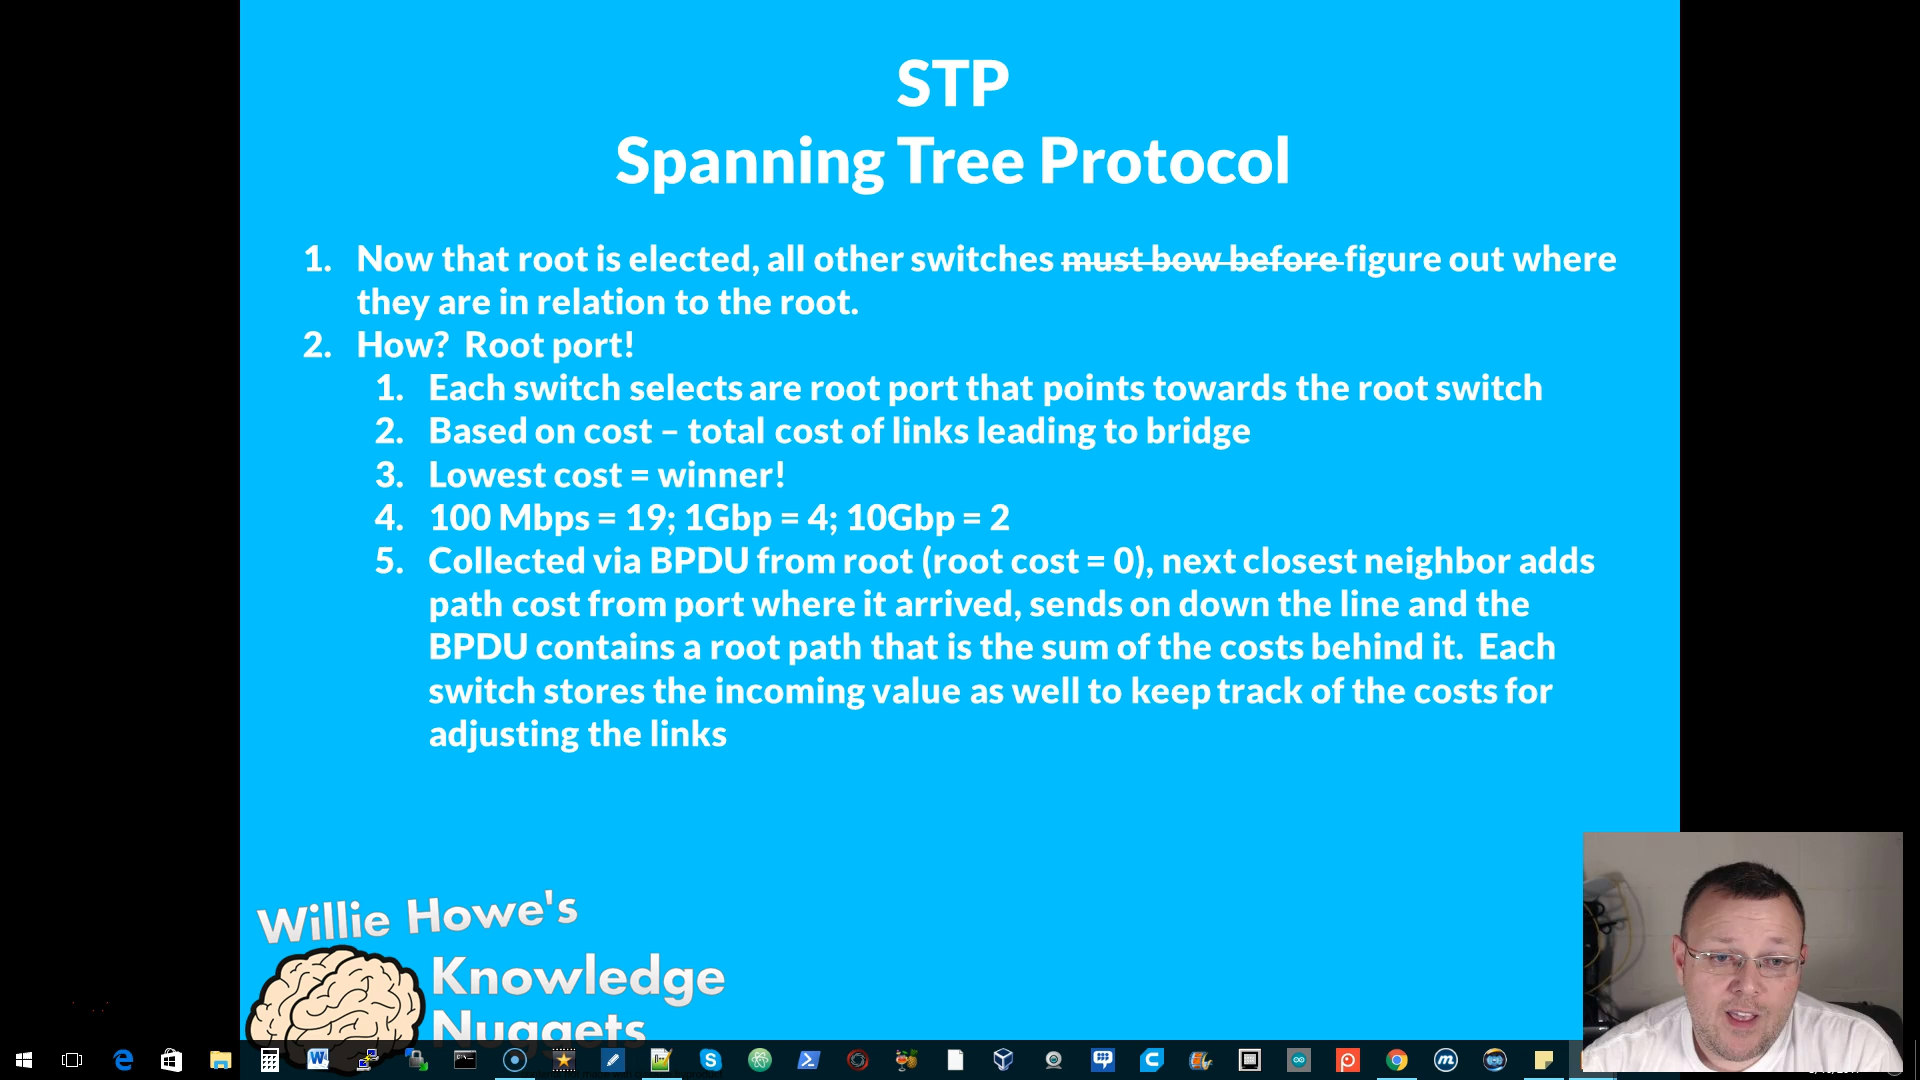 STP
Spanning Tree Protocol
1. Now that root is elected, all other switches must bow before figure out where
they are in relation to the root.
2. How? Root port!
1. Each switch selects are root port that points towards the root switch
2. Based on cost – total cost of links leading to bridge
3. Lowest cost = winner!
4. 100 Mbps = 19; 1Gbp = 4; 10Gbp = 2
5. Collected via BPDU from root (root cost = 0), next closest neighbor adds
path cost from port where it arrived, sends on down the line and the
BPDU contains a root path that is the sum of the costs behind it. Each
switch stores the incoming value as well to keep track of the costs for
adjusting the links
Willie Howe's
Knowledge
Nuggets